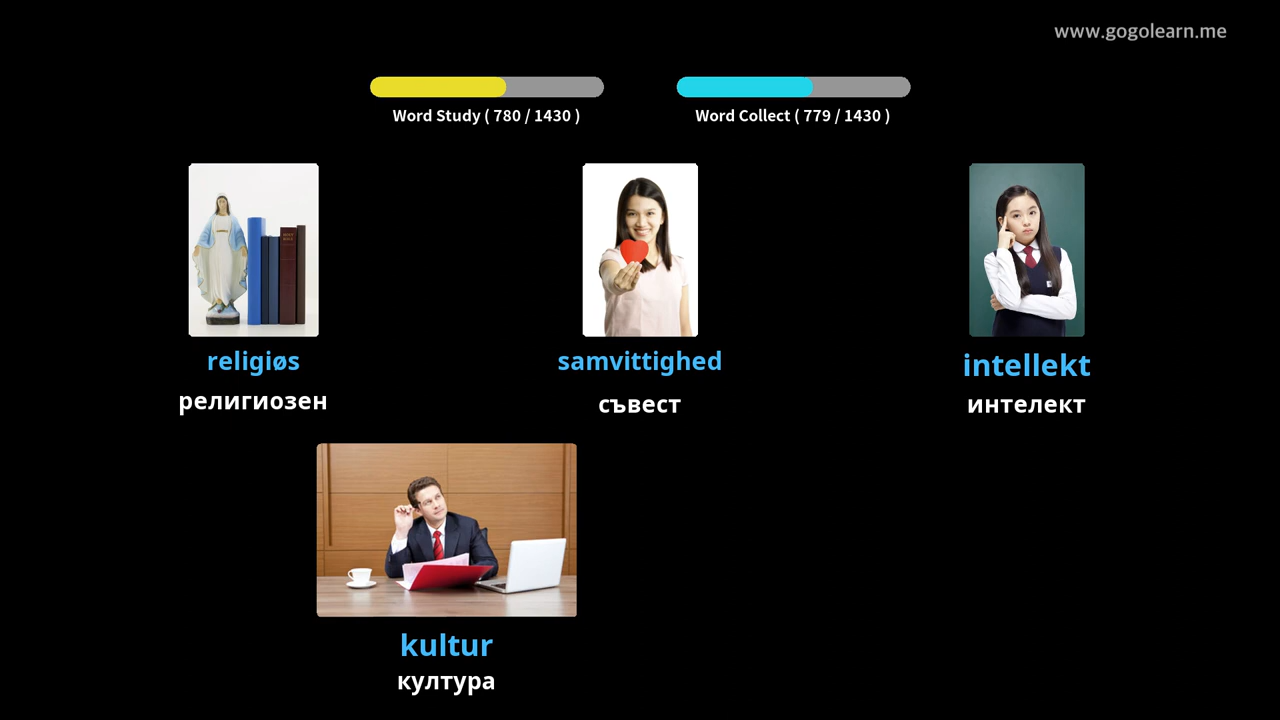 www.gogolearn.me
Word Study ( 780 / 1430 )
Word Collect ( 779 / 1430 )
religiøs
религиозен
samvittighed
съвест
intellekt
интелект
kultur
култура